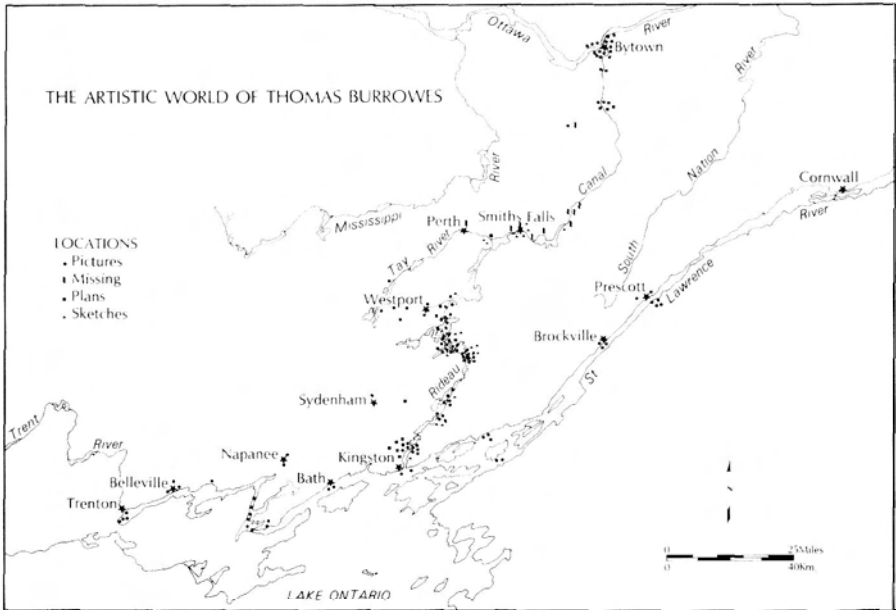 Ottawa River
Bytown
THE ARTISTIC WORLD OF THOMAS BURROWES
River
River
Nation
South
Canal
Cornwall
River
Mississippi
Perth
Smiths Falls
LOCATIONS
Pictures
Missing
Plans
Sketches
Tay River
Westport
Prescott
Lawrence
Brockville
St
Rideau
Sydenham
Trent
River
Napanee
Kingston
Belleville
Bath
Trenton
0 25Miles
0 40Km.
LAKE ONTARIO